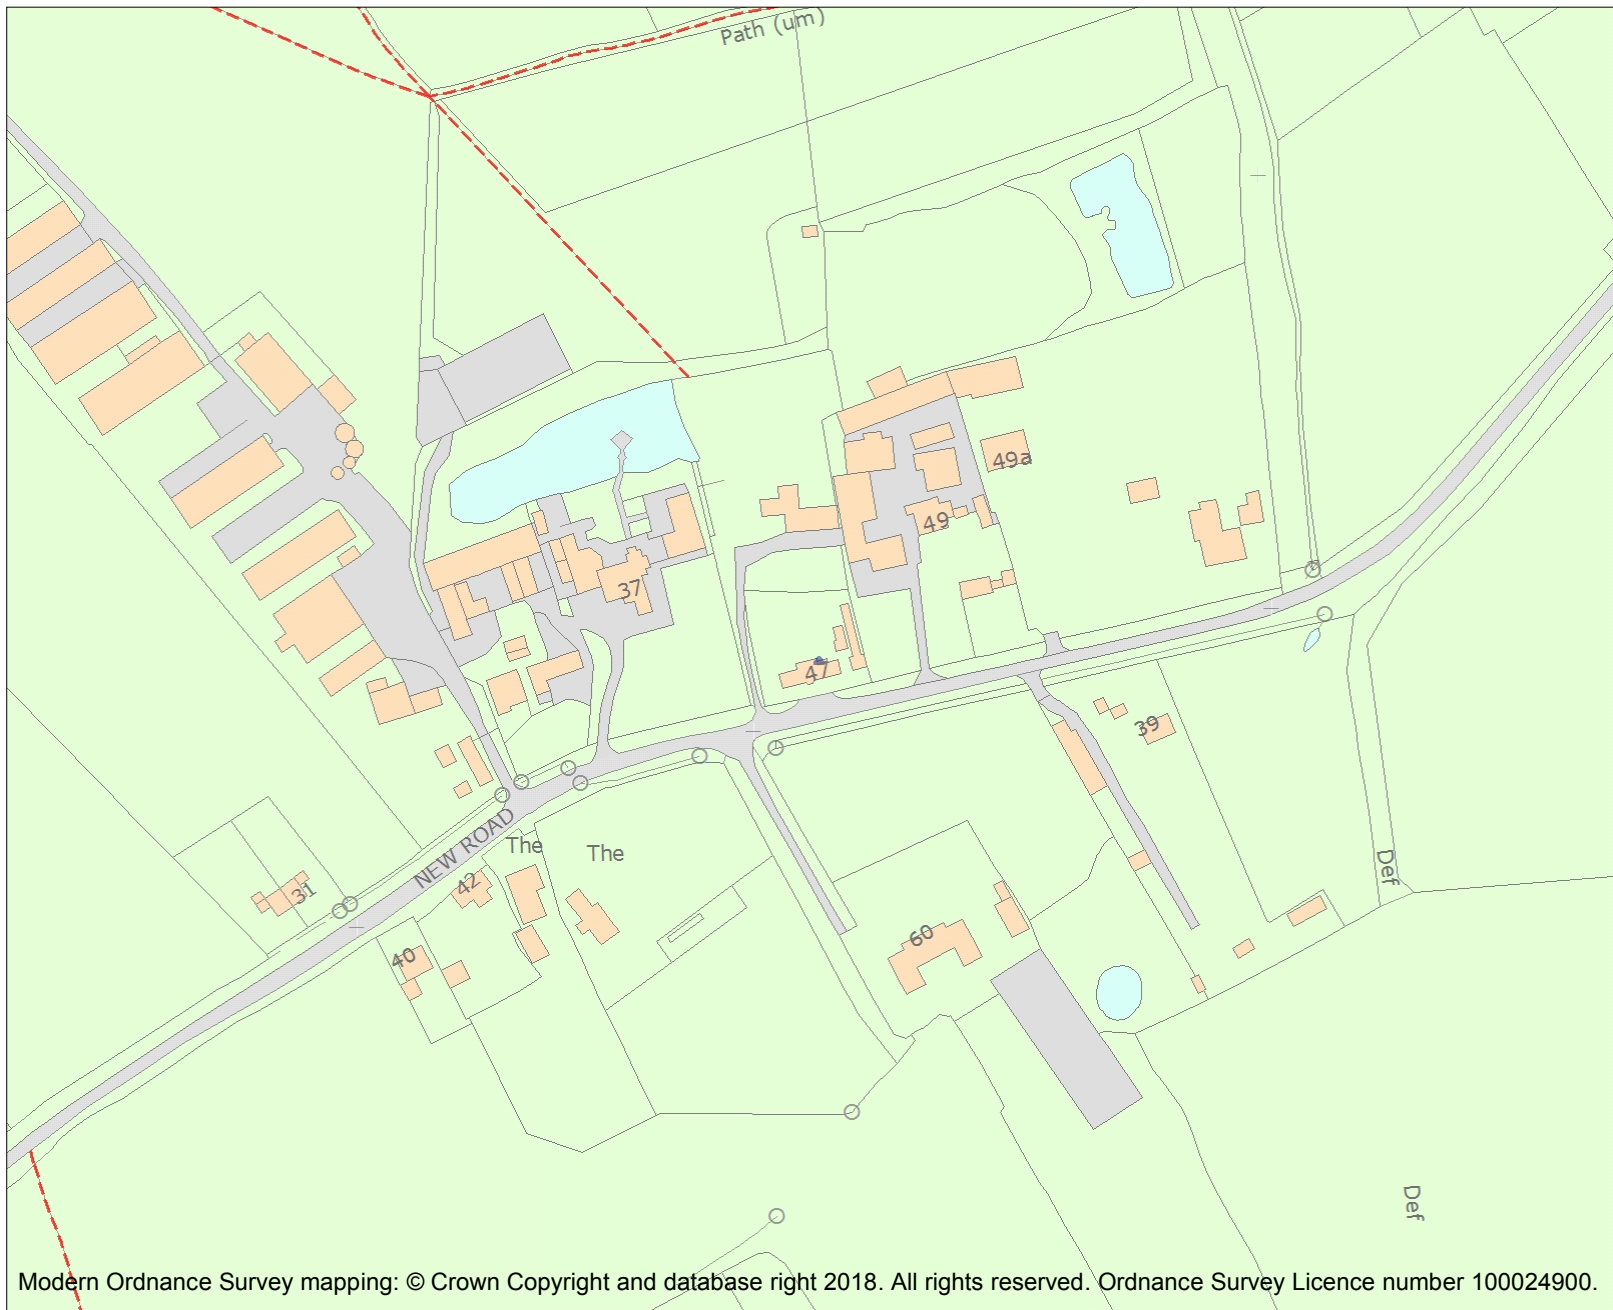 Path (um)
49a
49
37
47
39
NEW ROAD
The
The
42
31
40
60
Def
Def
Modern Ordnance Survey mapping: © Crown Copyright and database right 2018. All rights reserved. Ordnance Survey Licence number 100024900.